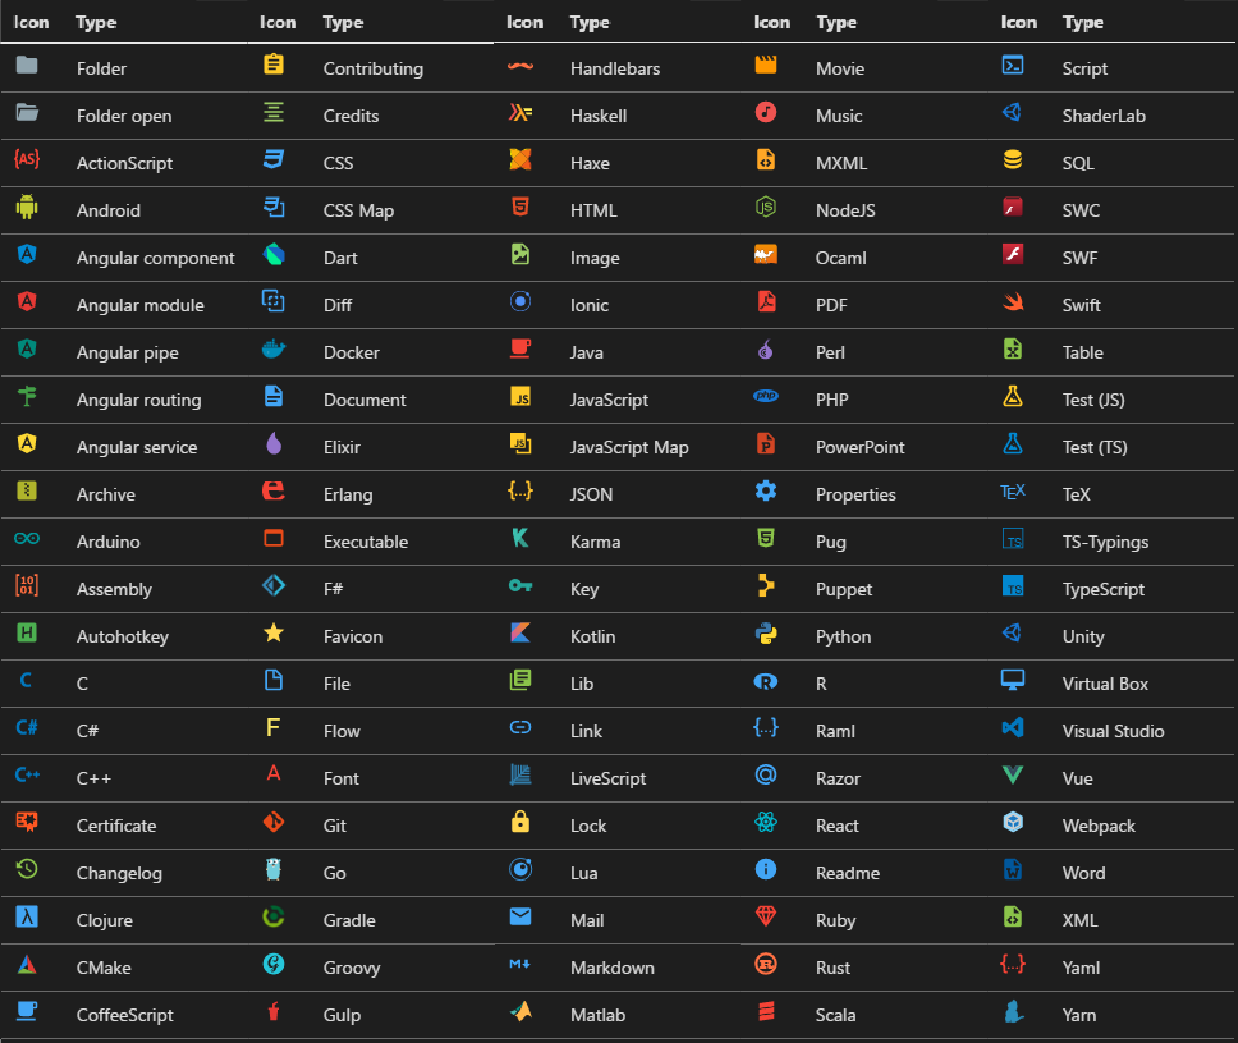 Icon Type Icon Type Icon Type Icon Type Icon Type
Folder Contributing Handlebars Movie Script
Folder open Credits Haskell Music ShaderLab
{AS} ActionScript CSS Haxe MXML SQL
Android CSS Map HTML JS NodeJS SWC
A Angular component Dart Image Ocaml SWF
A Angular module Diff Ionic PDF Swift
A Angular pipe Docker Java Perl Table
Angular routing Document JS JavaScript php PHP Test (JS)
A Angular service Elixir JS JavaScript Map P PowerPoint Test (TS)
Archive e Erlang {...} JSON Properties TEX TeX
Arduino Executable K Karma Pug TS TS-Typings
[1001] Assembly F# Key Puppet TS TypeScript
H Autohotkey Favicon Kotlin Python Unity
C C File Lib R R Virtual Box
C# C# F Flow Link {...} Raml Visual Studio
C++ C++ A Font LiveScript @ Razor Vue
Certificate Git Lock React Webpack
Changelog Go Lua i Readme W Word
λ Clojure Gradle Mail Ruby XML
CMake G Groovy M Markdown R Rust {...} Yaml
CoffeeScript Gulp Matlab Scala Yarn